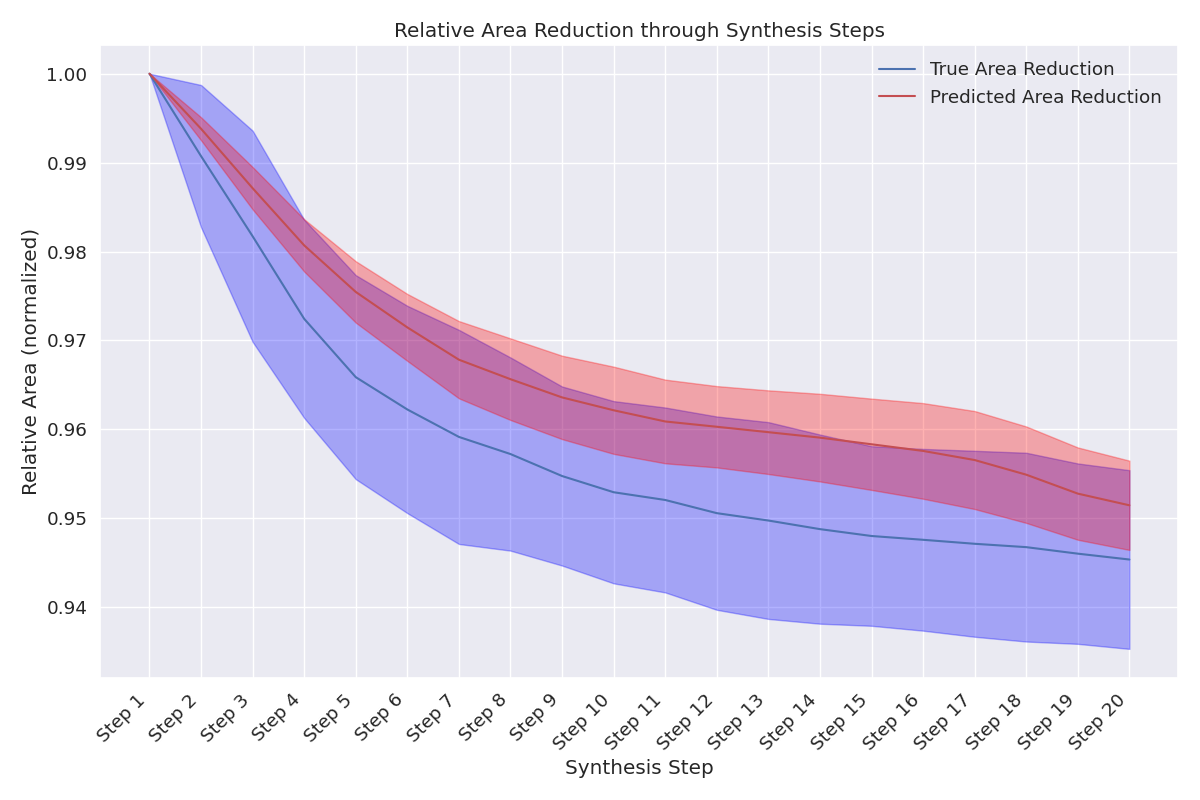 Relative Area Reduction through Synthesis Steps
True Area Reduction
Predicted Area Reduction
Relative Area (normalized)
1.00
0.99
0.98
0.97
0.96
0.95
0.94
Step 1
Step 2
Step 3
Step 4
Step 5
Step 6
Step 7
Step 8
Step 9
Step 10
Step 11
Step 12
Step 13
Step 14
Step 15
Step 16
Step 17
Step 18
Step 19
Step 20
Synthesis Step